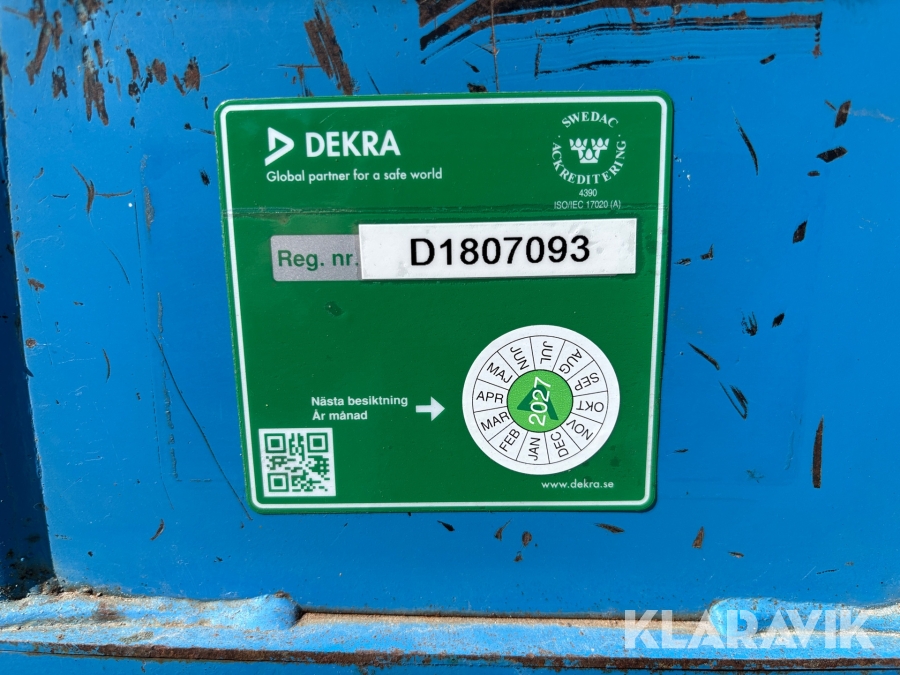 DEKRA
Global partner for a safe world
SWEDAC
ACKREDITERING
4390
ISO/IEC 17020 (A)
Reg. nr.
D1807093
Nästa besiktning
År månad
JAN
FEB
MAR
APR
MAJ
JUN
JUL
AUG
SEP
OKT
NOV
DEC
2027
www.dekra.se
KLARAVIK